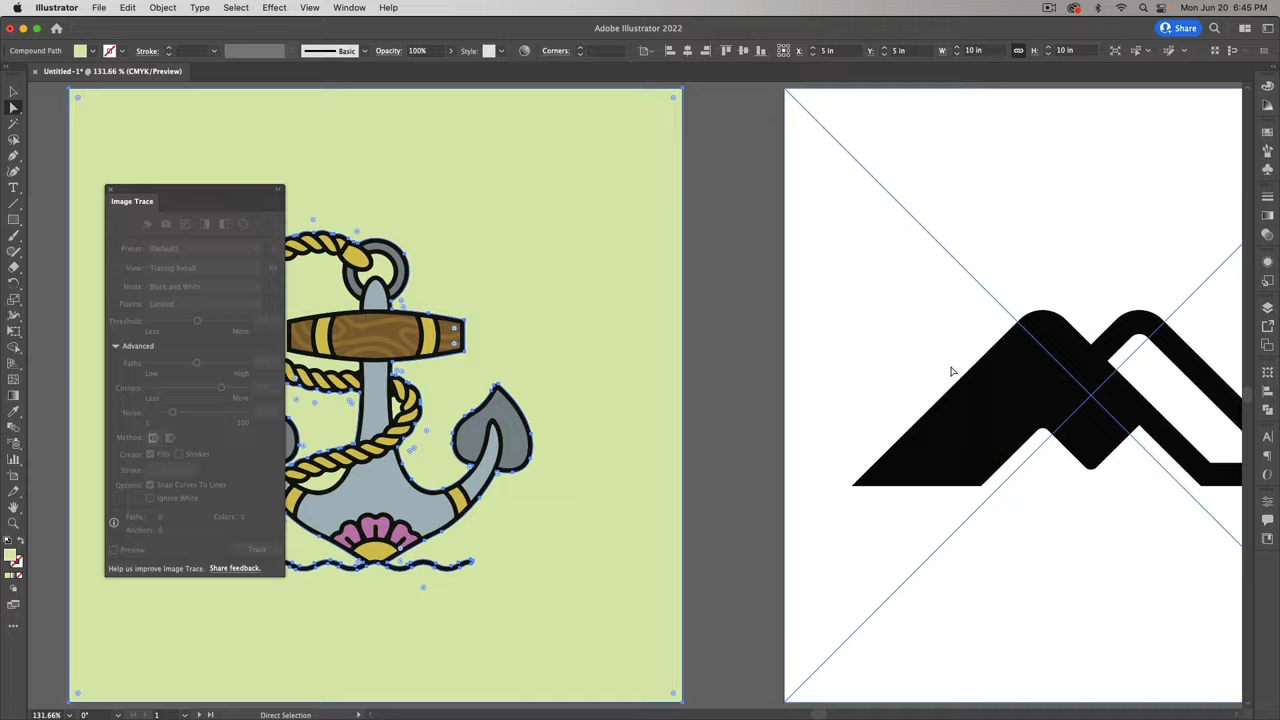 Illustrator File Edit Object Type Select Effect View Window Help Mon Jun 20 6:45 PM
Adobe Illustrator 2022 Share
Compound Path Stroke: Basic Opacity: 100% Style: Corners: X: 5 in Y: 5 in W: 10 in H: 10 in
× Untitled-1* @ 131.66 % (CMYK/Preview)
Image Trace
Preset: (Default)
View: Tracing Result
Mode: Black and White
Palette: Limited
Threshold:
Less More
Advanced
Paths:
Low High
Corners:
Less More
Noise:
1 100
Method:
Create: Fills Strokes
Stroke:
Options: Snap Curves To Lines
Ignore White
Paths: 0 Colors: 0
Anchors: 0
Preview Trace
Help us improve Image Trace. Share feedback.
131.66% 0° 1 Direct Selection